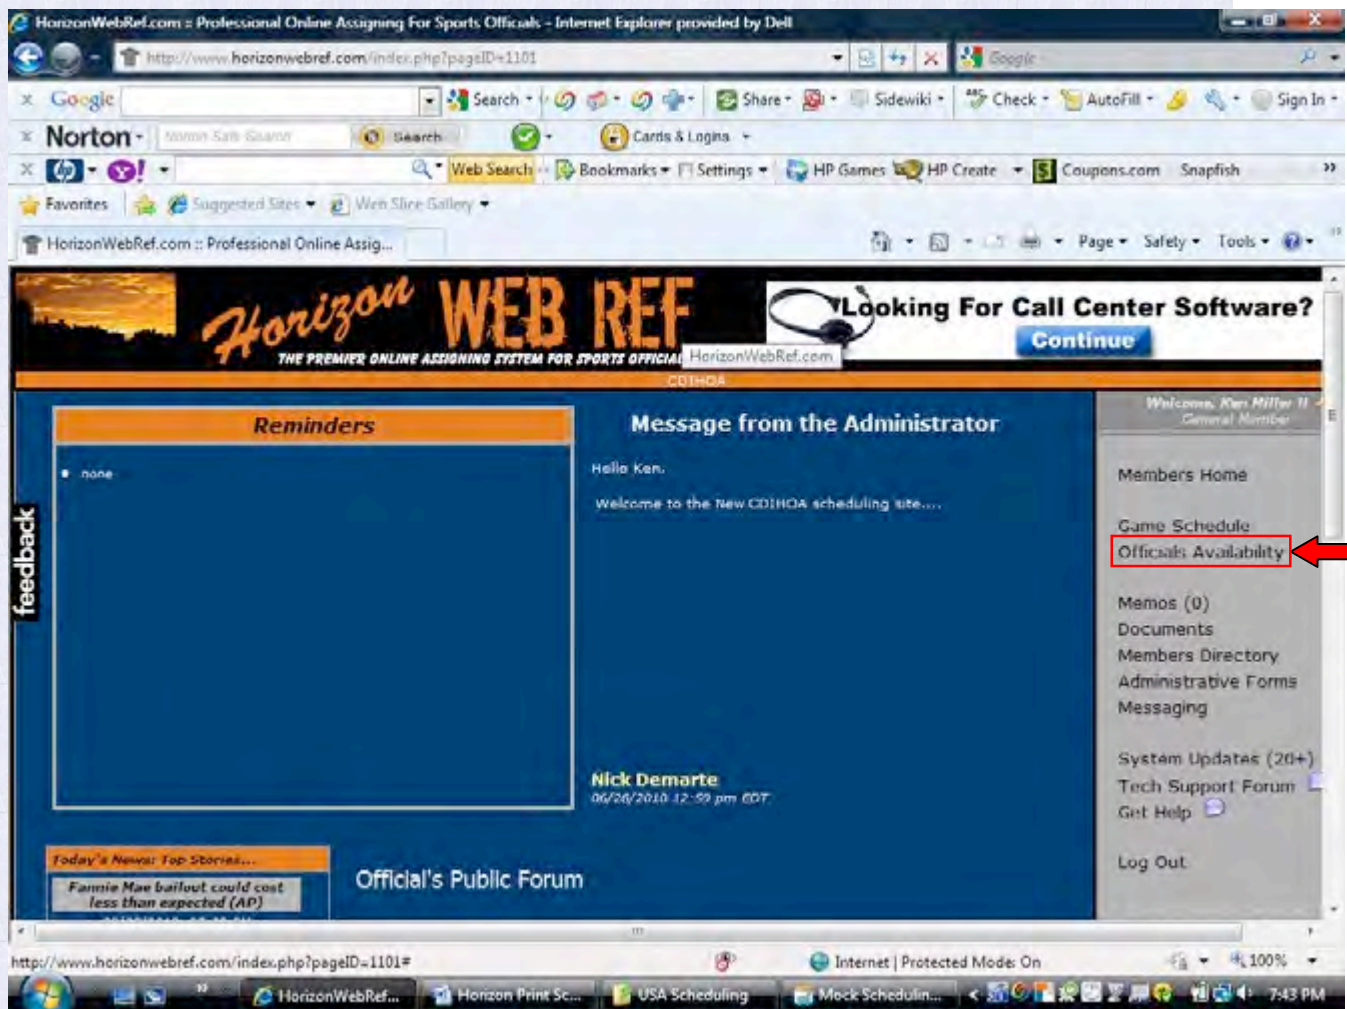 HorizonWebRef.com :: Professional Online Assigning For Sports Officials - Internet Explorer provided by Dell
http://www.horizonwebref.com/index.php?pageID=1101
Google
Google Search Share Sidewiki Check AutoFill Sign In
Norton Search Cards & Logins
Web Search Bookmarks Settings HP Games HP Create Coupons.com Snapfish
Favorites Suggested Sites Web Slice Gallery
HorizonWebRef.com :: Professional Online Assig... Page Safety Tools
Horizon WEB REF
THE PREMIER ONLINE ASSIGNING SYSTEM FOR SPORTS OFFICIAL
HorizonWebRef.com
Looking For Call Center Software?
Continue
CDIHOA
Reminders
none
Message from the Administrator
Hello Ken,
Welcome to the New CDIHOA scheduling site....
Nick Demarte
06/26/2010 12:59 pm EDT
feedback
Welcome, Ken Miller II
General Member
Members Home
Game Schedule
Officials Availability
Memos (0)
Documents
Members Directory
Administrative Forms
Messaging
System Updates (20+)
Tech Support Forum
Get Help
Log Out
Today's News: Top Stories...
Fannie Mae bailout could cost
less than expected (AP)
Official's Public Forum
http://www.horizonwebref.com/index.php?pageID=1101# Internet | Protected Mode: On 100%
HorizonWebRef... Horizon Print Sc... USA Scheduling Mock Schedulin... 7:43 PM